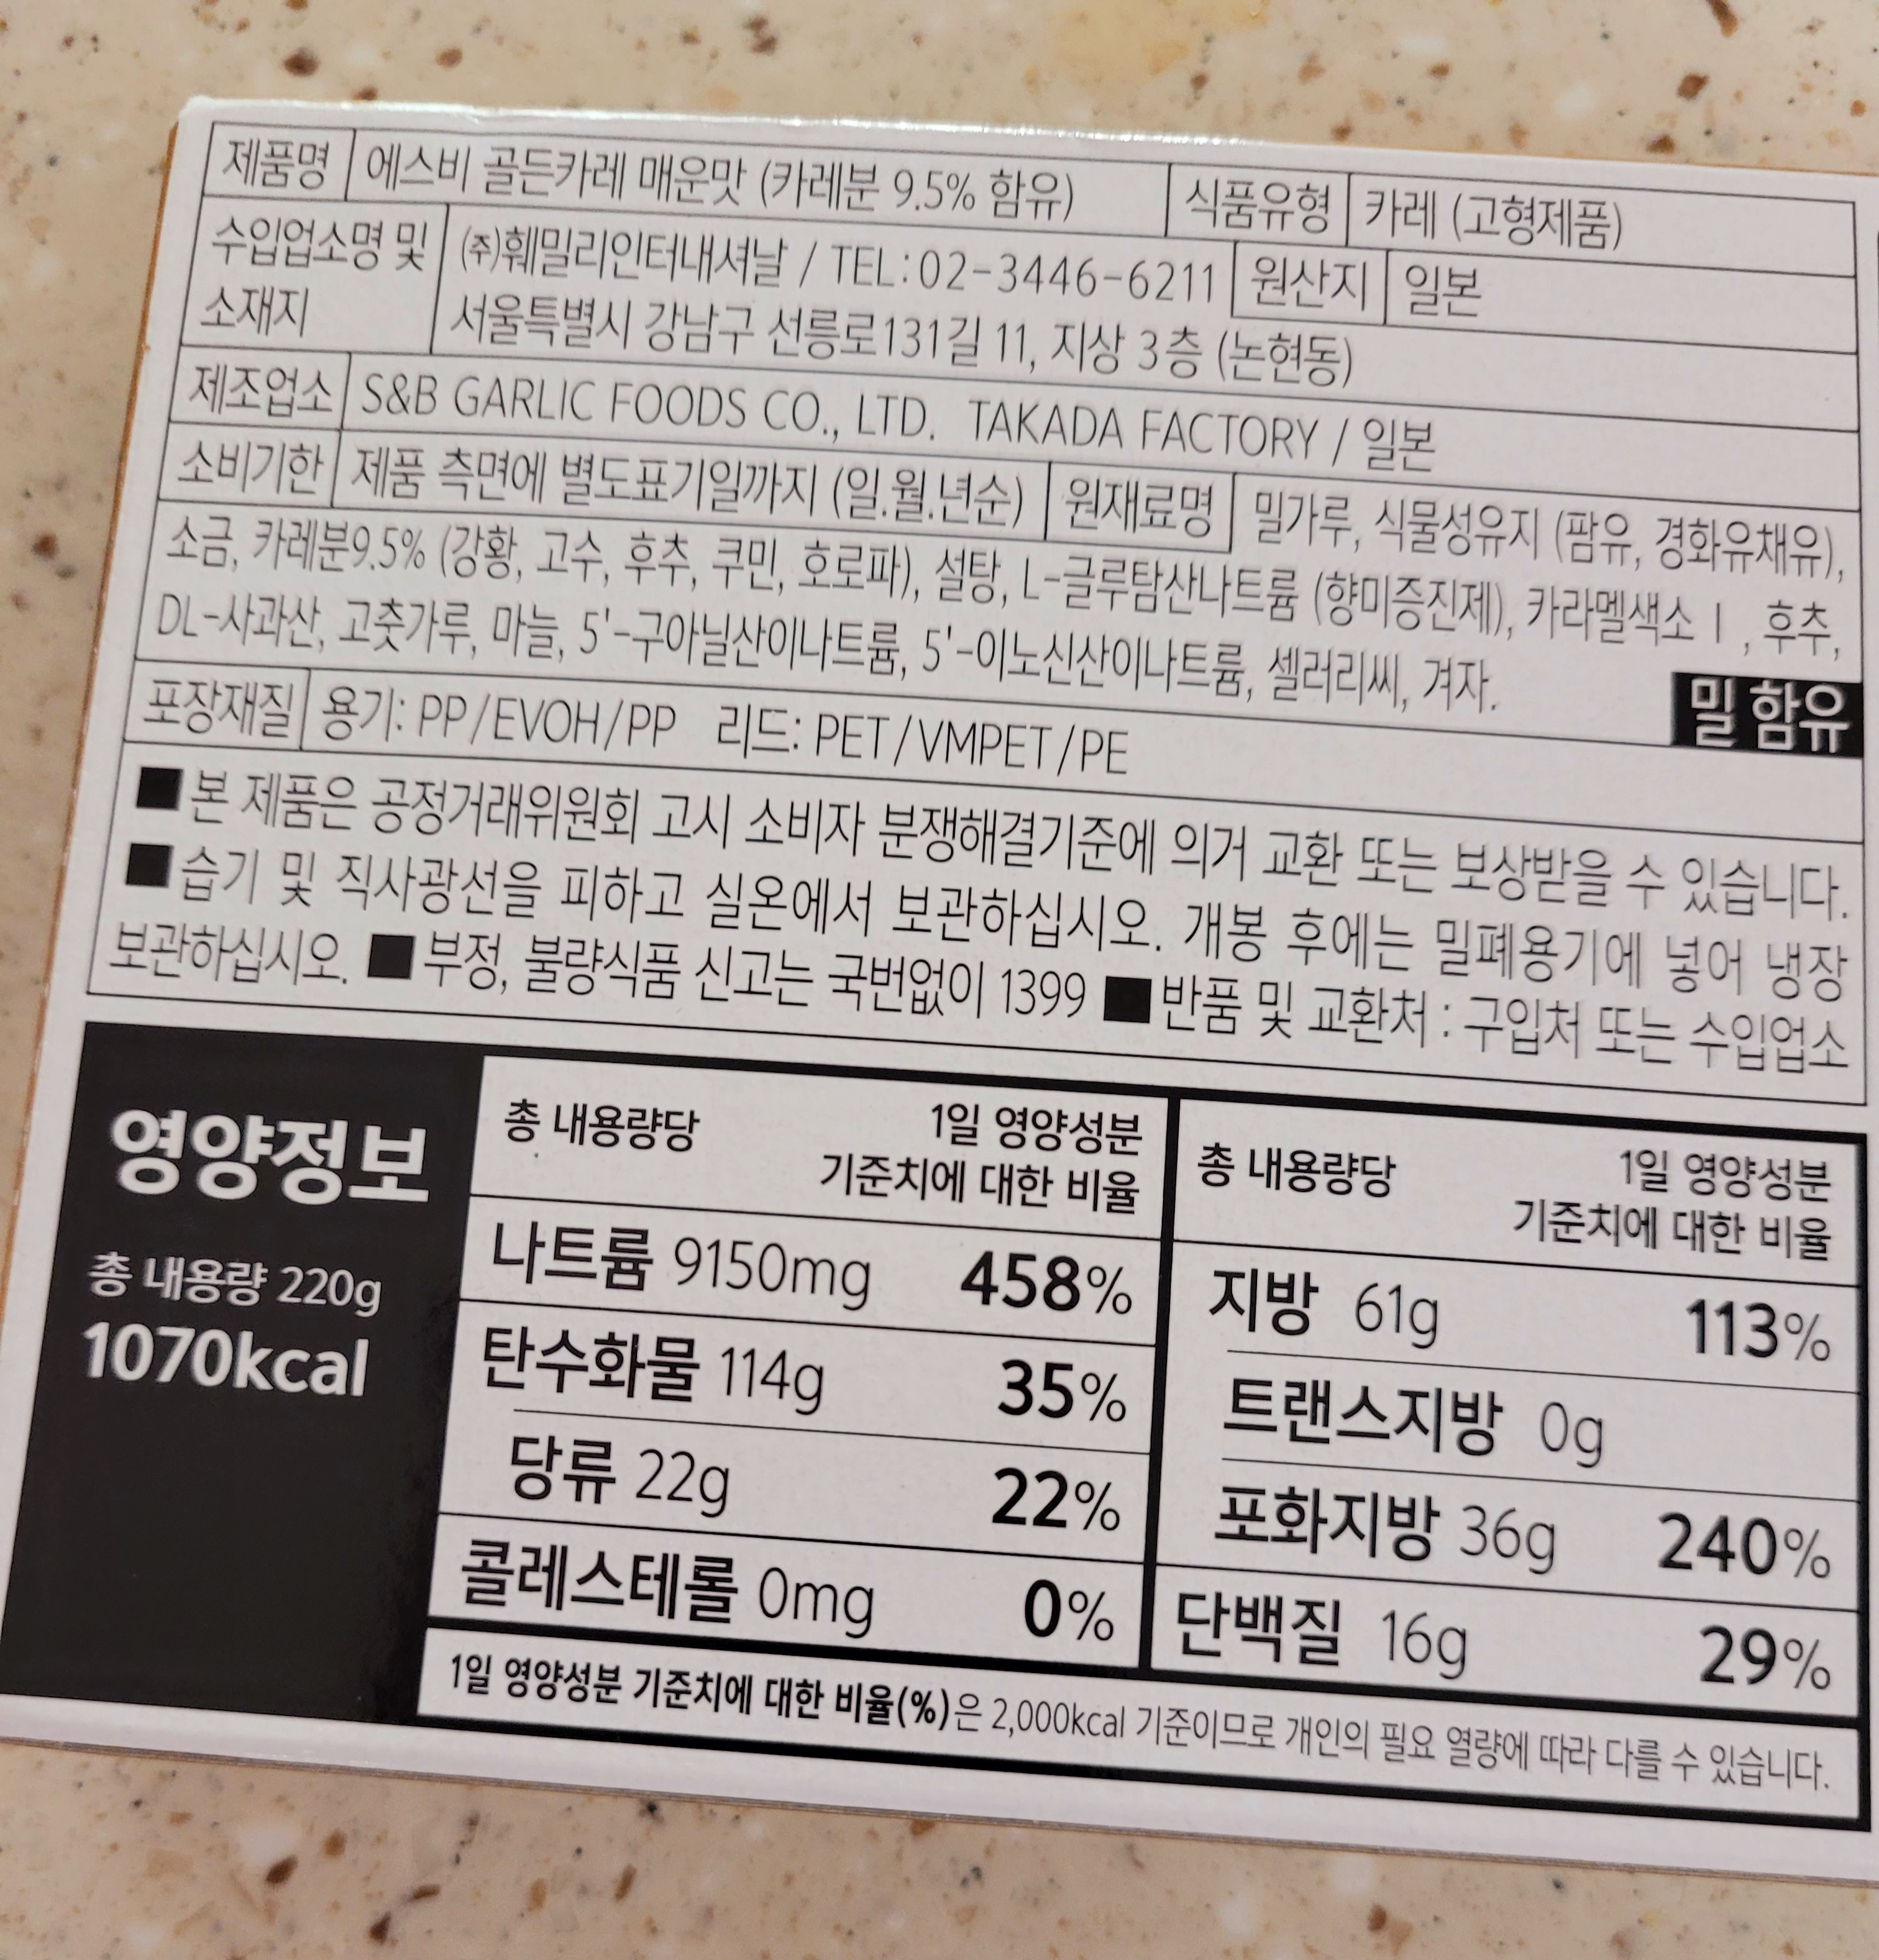 제품명 에스비 골든카레 매운맛 (카레분 9.5% 함유) 식품유형 카레 (고형제품)
수입업소명 및 소재지 ㈜훼밀리인터내셔날 / TEL:02-3446-6211 원산지 일본
서울특별시 강남구 선릉로131길 11, 지상 3층 (논현동)
제조업소 S&B GARLIC FOODS CO., LTD. TAKADA FACTORY / 일본
소비기한 제품 측면에 별도표기일까지 (일.월.년순) 원재료명 밀가루, 식물성유지 (팜유, 경화유채유),
소금, 카레분9.5% (강황, 고수, 후추, 쿠민, 호로파), 설탕, L-글루탐산나트륨 (향미증진제), 카라멜색소Ⅰ, 후추,
DL-사과산, 고춧가루, 마늘, 5'-구아닐산이나트륨, 5'-이노신산이나트륨, 셀러리씨, 겨자.
밀 함유
포장재질 용기: PP/EVOH/PP 리드: PET/VMPET/PE
■ 본 제품은 공정거래위원회 고시 소비자 분쟁해결기준에 의거 교환 또는 보상받을 수 있습니다.
■ 습기 및 직사광선을 피하고 실온에서 보관하십시오. 개봉 후에는 밀폐용기에 넣어 냉장
보관하십시오. ■ 부정, 불량식품 신고는 국번없이 1399 ■ 반품 및 교환처 : 구입처 또는 수입업소
영양정보
총 내용량 220g
1070kcal
총 내용량당 1일 영양성분
기준치에 대한 비율
나트륨 9150mg 458%
탄수화물 114g 35%
당류 22g 22%
콜레스테롤 0mg 0%
총 내용량당 1일 영양성분
기준치에 대한 비율
지방 61g 113%
트랜스지방 0g
포화지방 36g 240%
단백질 16g 29%
1일 영양성분 기준치에 대한 비율(%)은 2,000kcal 기준이므로 개인의 필요 열량에 따라 다를 수 있습니다.